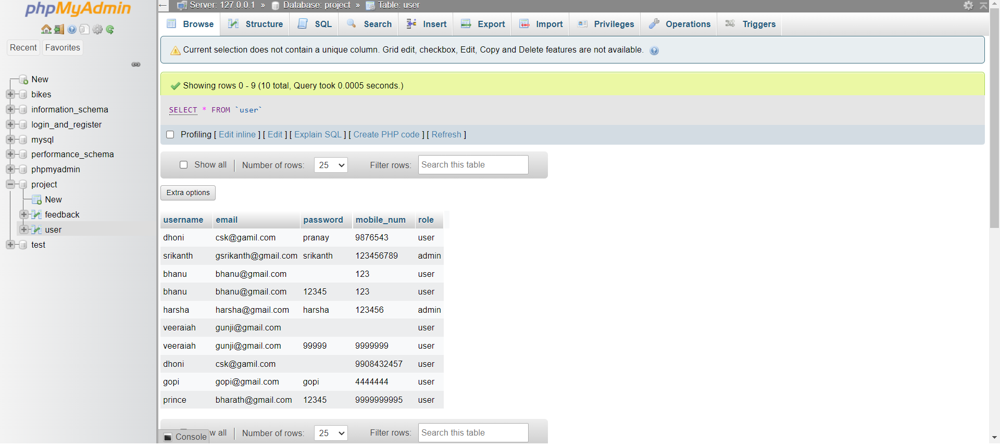 phpMyAdmin
Recent Favorites
New
bikes
information_schema
login_and_register
mysql
performance_schema
phpmyadmin
project
New
feedback
user
test
Server: 127.0.0.1 » Database: project » Table: user
Browse Structure SQL Search Insert Export Import Privileges Operations Triggers
Current selection does not contain a unique column. Grid edit, checkbox, Edit, Copy and Delete features are not available.
Showing rows 0 - 9 (10 total, Query took 0.0005 seconds.)
SELECT * FROM `user`
Profiling [ Edit inline ] [ Edit ] [ Explain SQL ] [ Create PHP code ] [ Refresh ]
Show all Number of rows: 25 Filter rows: Search this table
Extra options
username email password mobile_num role
dhoni csk@gamil.com pranay 9876543 user
srikanth gsrikanth@gmail.com srikanth 123456789 admin
bhanu bhanu@gmail.com 123 user
bhanu bhanu@gmail.com 12345 123 user
harsha harsha@gmail.com harsha 123456 admin
veeraiah gunji@gmail.com user
veeraiah gunji@gmail.com 99999 9999999 user
dhoni csk@gamil.com 9908432457 user
gopi gopi@gmail.com gopi 4444444 user
prince bharath@gmail.com 12345 9999999995 user
w all Number of rows: 25 Filter rows: Search this table
Console